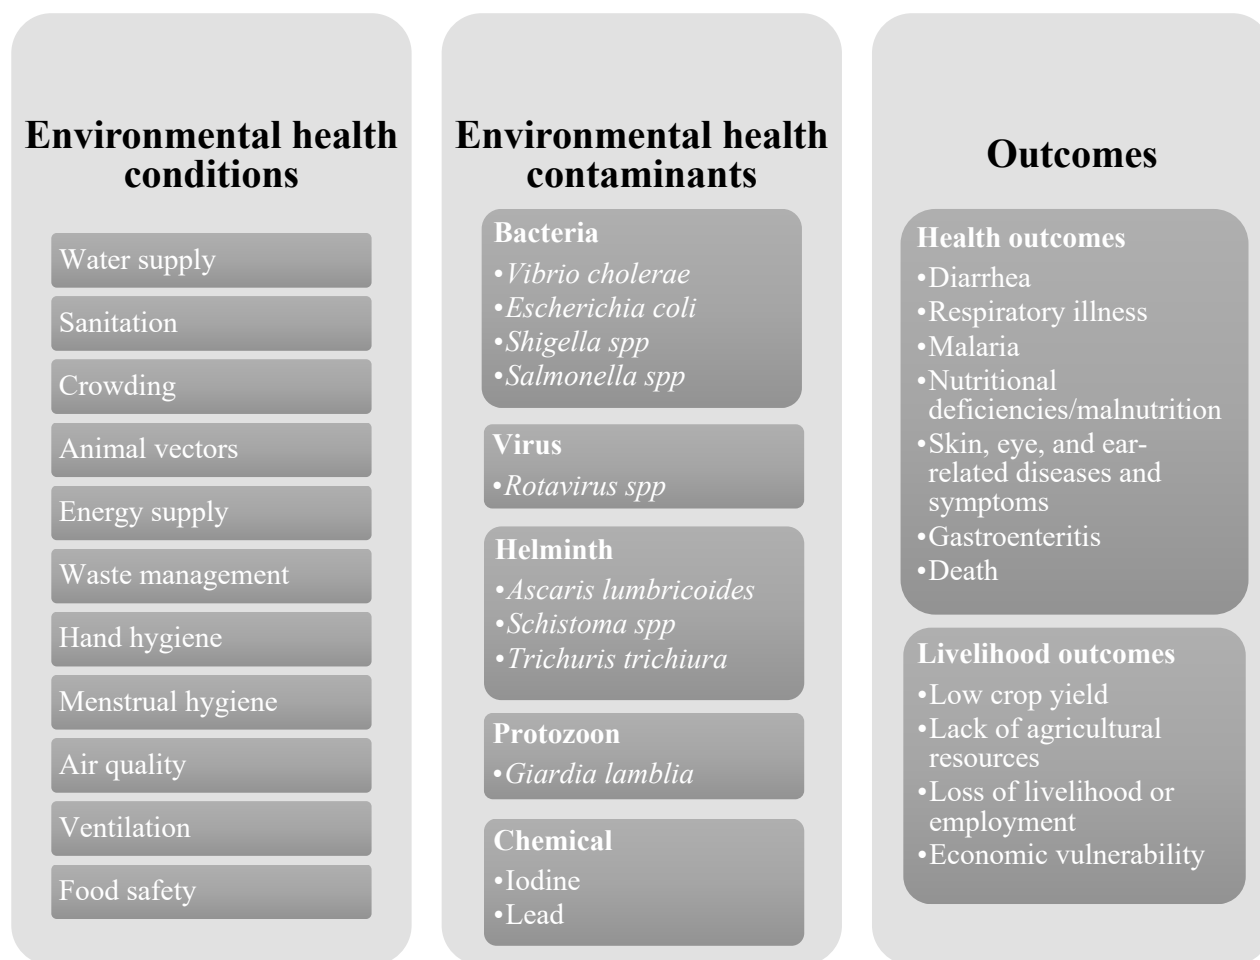 Environmental health
conditions
Water supply
Sanitation
Crowding
Animal vectors
Energy supply
Waste management
Hand hygiene
Menstrual hygiene
Air quality
Ventilation
Food safety
Environmental health
contaminants
Bacteria
•Vibrio cholerae
•Escherichia coli
•Shigella spp
•Salmonella spp
Virus
•Rotavirus spp
Helminth
•Ascaris lumbricoides
•Schistoma spp
•Trichuris trichiura
Protozoon
•Giardia lamblia
Chemical
•Iodine
•Lead
Outcomes
Health outcomes
•Diarrhea
•Respiratory illness
•Malaria
•Nutritional
deficiencies/malnutrition
•Skin, eye, and ear-
related diseases and
symptoms
•Gastroenteritis
•Death
Livelihood outcomes
•Low crop yield
•Lack of agricultural
resources
•Loss of livelihood or
employment
•Economic vulnerability